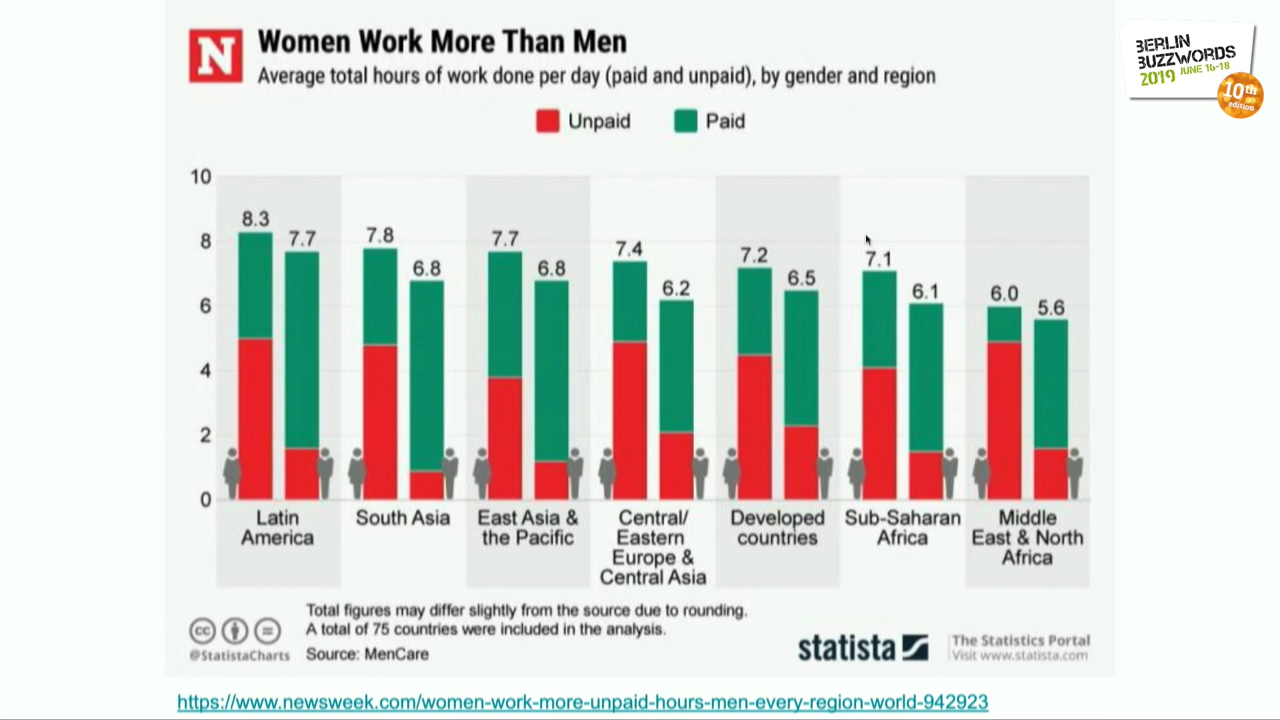 N
Women Work More Than Men
Average total hours of work done per day (paid and unpaid), by gender and region
BERLIN
BUZZWORDS
2019 JUNE 16-18
10th
edition
Unpaid
Paid
10
8
6
4
2
0
8.3
7.7
7.8
6.8
7.7
6.8
7.4
6.2
7.2
6.5
7.1
6.1
6.0
5.6
Latin
America
South Asia
East Asia &
the Pacific
Central/
Eastern
Europe &
Central Asia
Developed
countries
Sub-Saharan
Africa
Middle
East & North
Africa
Total figures may differ slightly from the source due to rounding.
A total of 75 countries were included in the analysis.
Source: MenCare
cc
@StatistaCharts
statista
The Statistics Portal
Visit www.statista.com
https://www.newsweek.com/women-work-more-unpaid-hours-men-every-region-world-942923